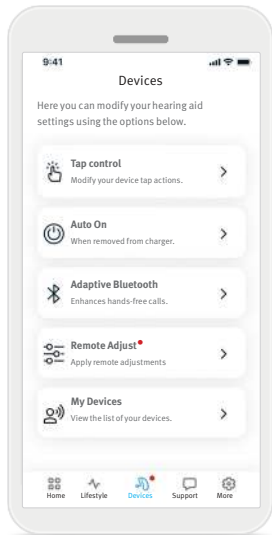 9:41
Devices
Here you can modify your hearing aid
settings using the options below.
Tap control
Modify your device tap actions.
Auto On
When removed from charger.
Adaptive Bluetooth
Enhances hands-free calls.
Remote Adjust
Apply remote adjustments
My Devices
View the list of your devices.
Home Lifestyle Devices Support More